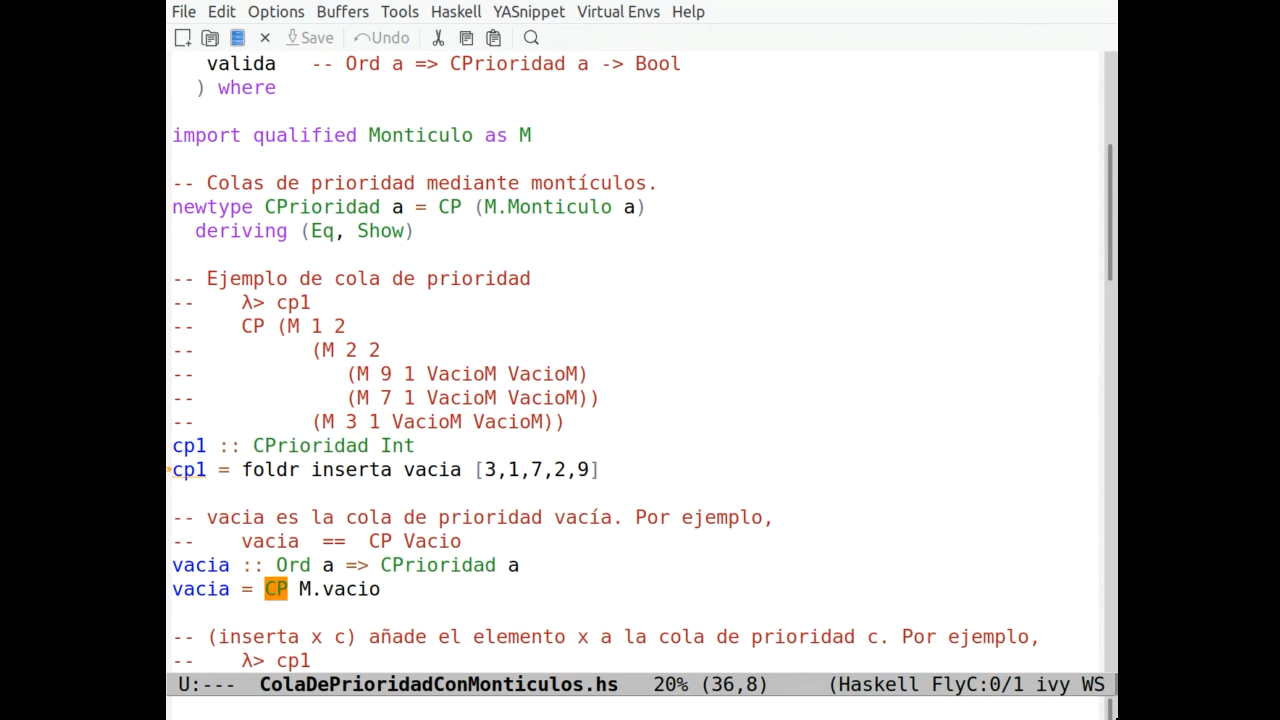 File Edit Options Buffers Tools Haskell YASnippet Virtual Envs Help
Save Undo
valida -- Ord a => CPrioridad a -> Bool
) where
import qualified Monticulo as M
-- Colas de prioridad mediante montículos.
newtype CPrioridad a = CP (M.Monticulo a)
deriving (Eq, Show)
-- Ejemplo de cola de prioridad
-- λ> cp1
-- CP (M 1 2
-- (M 2 2
-- (M 9 1 VacioM VacioM)
-- (M 7 1 VacioM VacioM))
-- (M 3 1 VacioM VacioM))
cp1 :: CPrioridad Int
cp1 = foldr inserta vacia [3,1,7,2,9]
-- vacia es la cola de prioridad vacía. Por ejemplo,
-- vacia == CP Vacio
vacia :: Ord a => CPrioridad a
vacia = CP M.vacio
-- (inserta x c) añade el elemento x a la cola de prioridad c. Por ejemplo,
-- λ> cp1
U:--- ColaDePrioridadConMonticulos.hs 20% (36,8) (Haskell FlyC:0/1 ivy WS